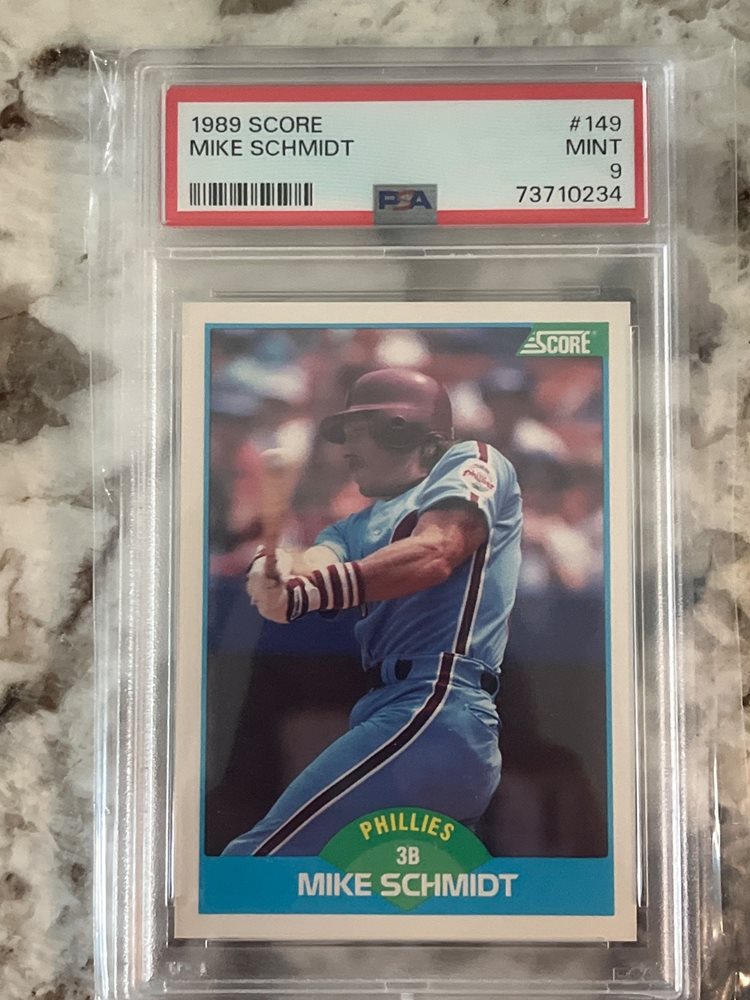 1989 SCORE #149
MIKE SCHMIDT MINT
9
PSA 73710234
SCORE
Phillies
PHILLIES
3B
MIKE SCHMIDT